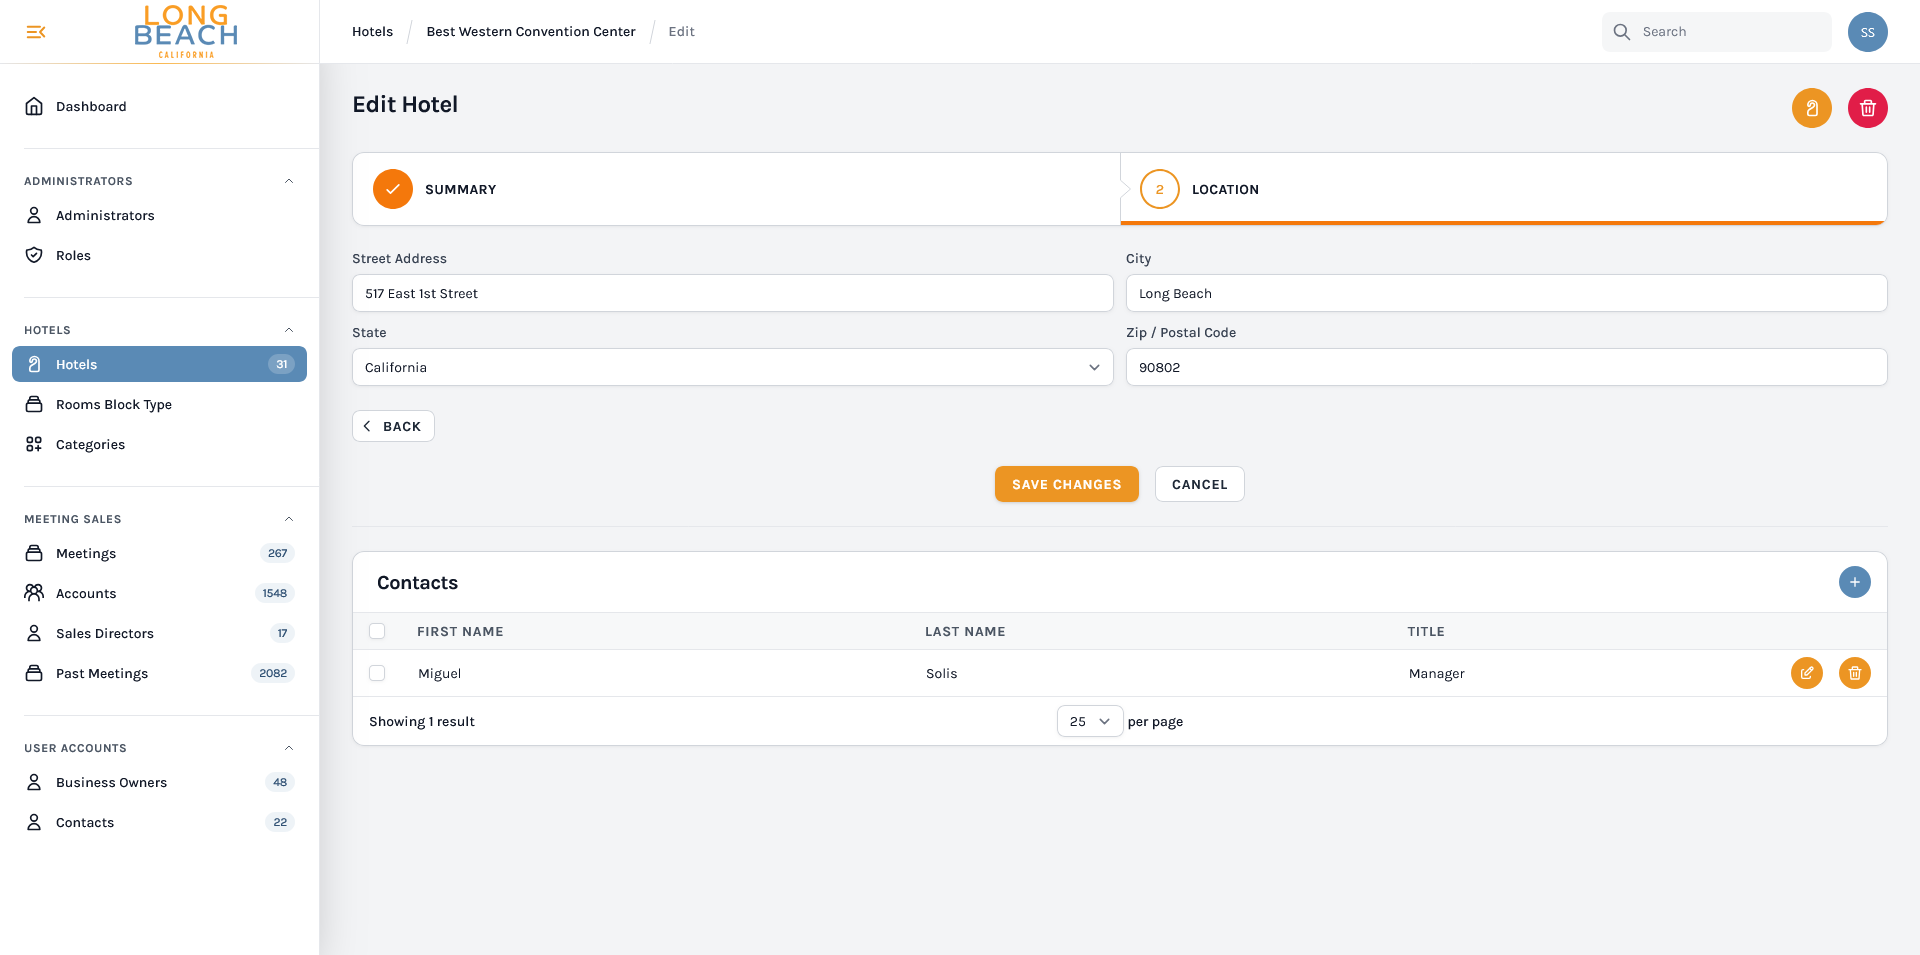 LONG
BEACH
CALIFORNIA
Hotels / Best Western Convention Center / Edit
Search
SS
Dashboard
ADMINISTRATORS
Administrators
Roles
HOTELS
Hotels 31
Rooms Block Type
Categories
MEETING SALES
Meetings 267
Accounts 1548
Sales Directors 17
Past Meetings 2082
USER ACCOUNTS
Business Owners 48
Contacts 22
Edit Hotel
SUMMARY
2 LOCATION
Street Address
517 East 1st Street
City
Long Beach
State
California
Zip / Postal Code
90802
BACK
SAVE CHANGES
CANCEL
Contacts
FIRST NAME LAST NAME TITLE
Miguel Solis Manager
Showing 1 result
25 per page